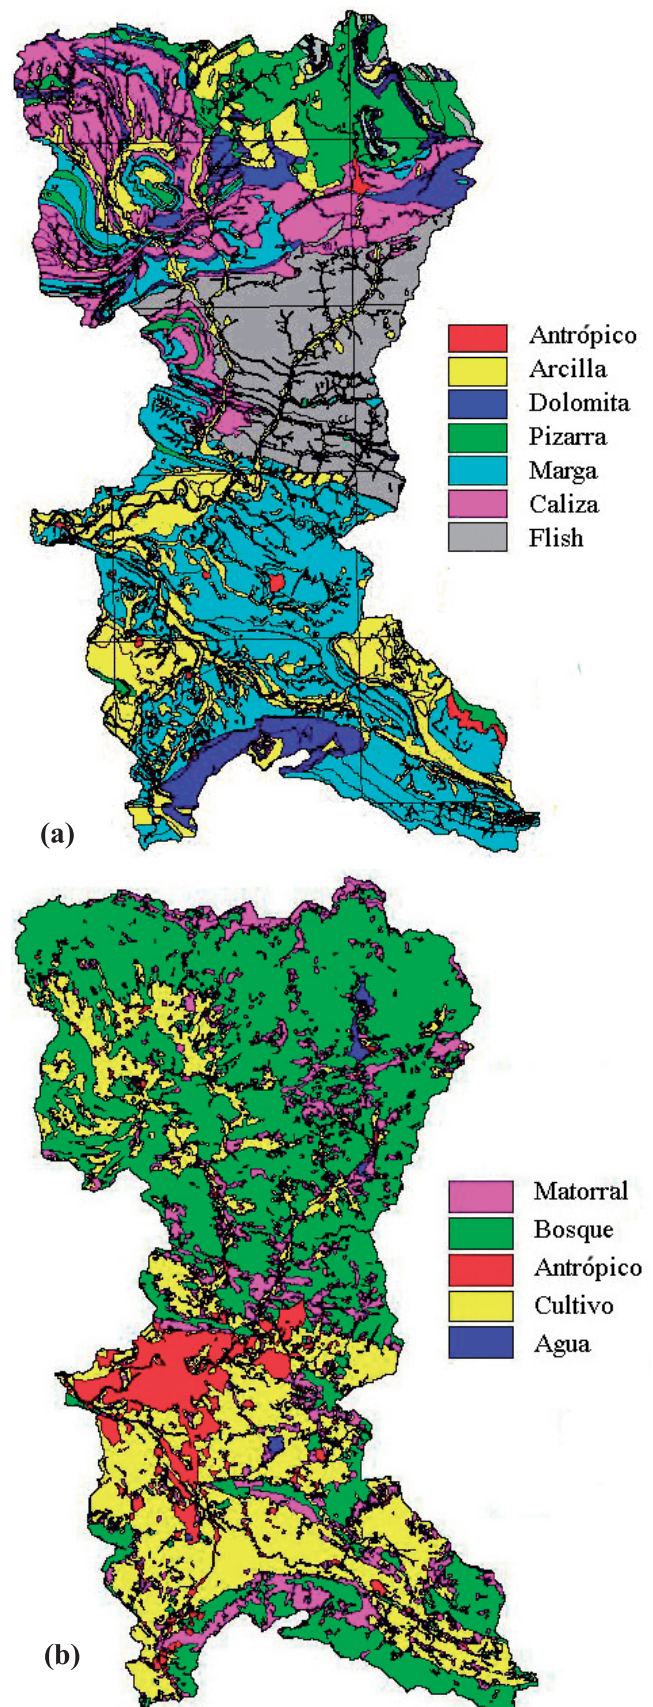 Antrópico
Arcilla
Dolomita
Pizarra
Marga
Caliza
Flish
(a)
Matorral
Bosque
Antrópico
Cultivo
Agua
(b)